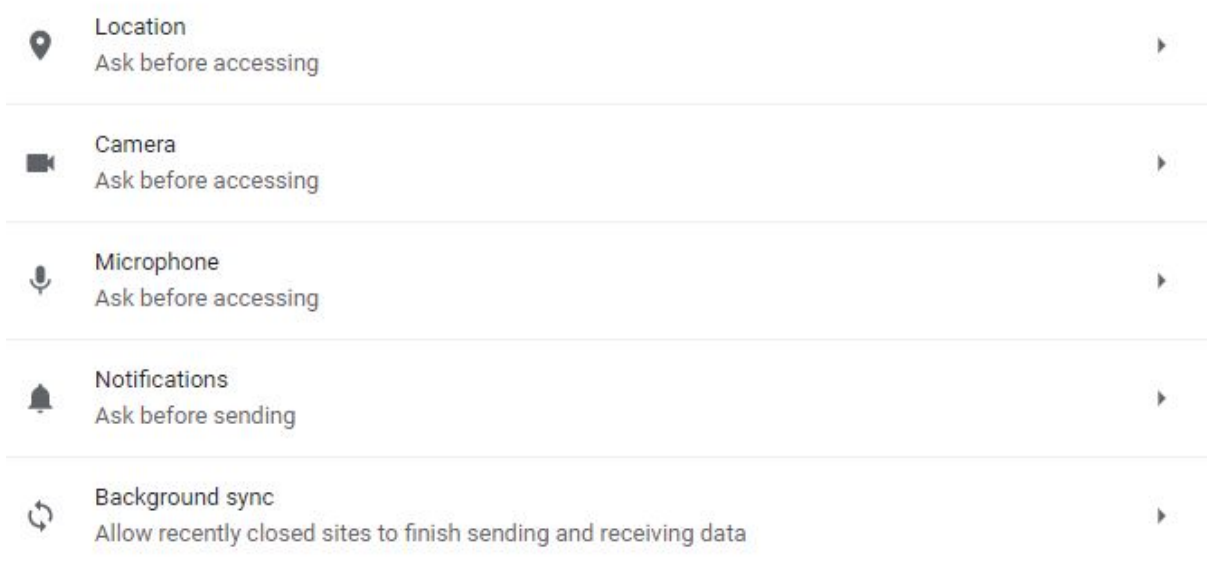 Location
Ask before accessing
Camera
Ask before accessing
Microphone
Ask before accessing
Notifications
Ask before sending
Background sync
Allow recently closed sites to finish sending and receiving data